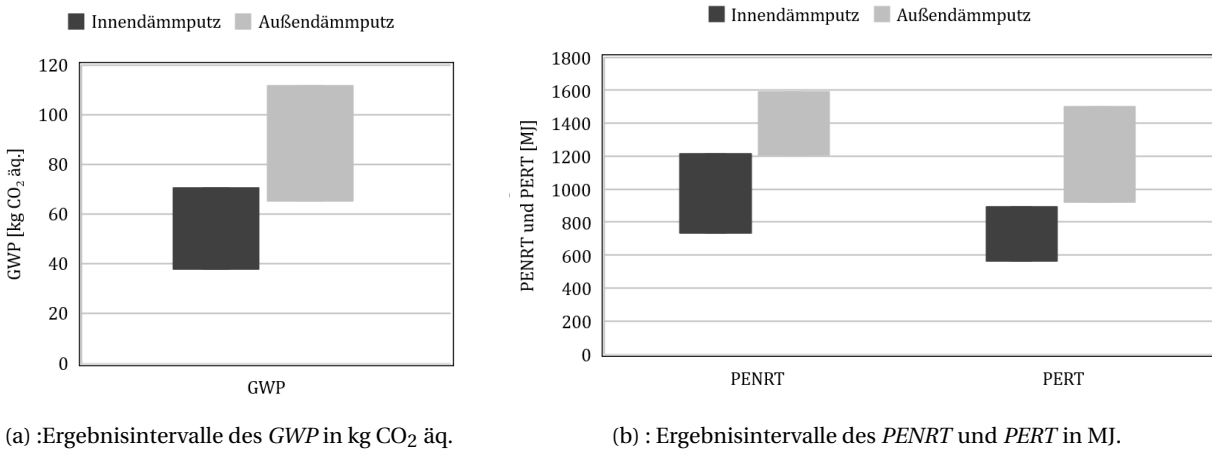 Innendämmputz Außendämmputz
120
100
80
60
40
20
0
GWP [kg CO₂ äq.]
GWP
(a) :Ergebnisintervalle des GWP in kg CO₂ äq.
Innendämmputz Außendämmputz
1800
1600
1400
1200
1000
800
600
400
200
0
PENRT und PERT [MJ]
PENRT PERT
(b) : Ergebnisintervalle des PENRT und PERT in MJ.